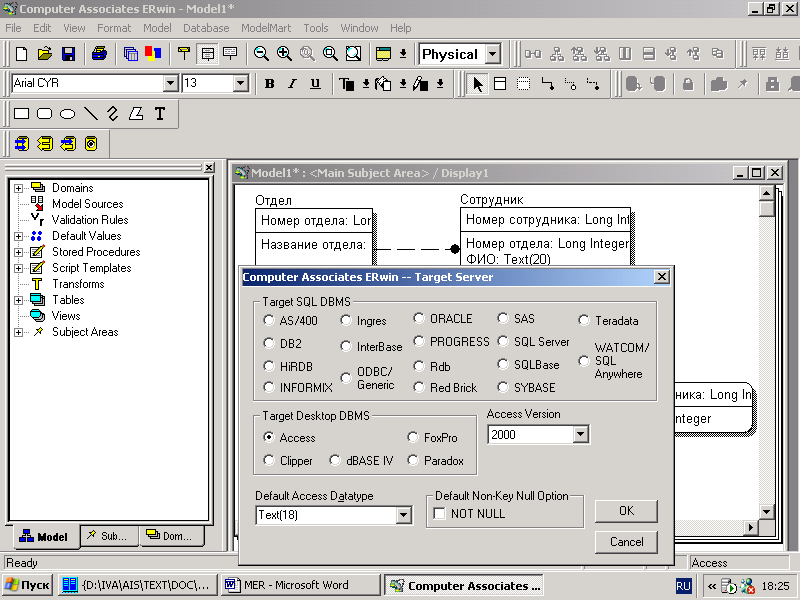 Computer Associates ERwin - Model1*
File Edit View Format Model Database ModelMart Tools Window Help
Physical
Arial CYR 13 B I U T
T
Domains
Model Sources
Validation Rules
Default Values
Stored Procedures
Script Templates
Transforms
Tables
Views
Subject Areas
Model Sub... Dom...
Model1* : <Main Subject Area> / Display1
Отдел
Номер отдела: Lon
Название отдела:
Сотрудник
Номер сотрудника: Long Int
Номер отдела: Long Integer
ФИО: Text(20)
ника: Long In
nteger
Computer Associates ERwin -- Target Server
Target SQL DBMS
AS/400 Ingres ORACLE SAS Teradata
DB2 InterBase PROGRESS SQL Server WATCOM/
SQL
Anywhere
HiRDB ODBC/
Generic Rdb SQLBase
INFORMIX Red Brick SYBASE
Target Desktop DBMS
Access FoxPro
Clipper dBASE IV Paradox
Access Version
2000
Default Access Datatype
Text(18)
Default Non-Key Null Option
NOT NULL
OK
Cancel
Ready
Access
Пуск {D:\IVA\AIS\TEXT\DOC\... MER - Microsoft Word Computer Associates ... RU « 18:25